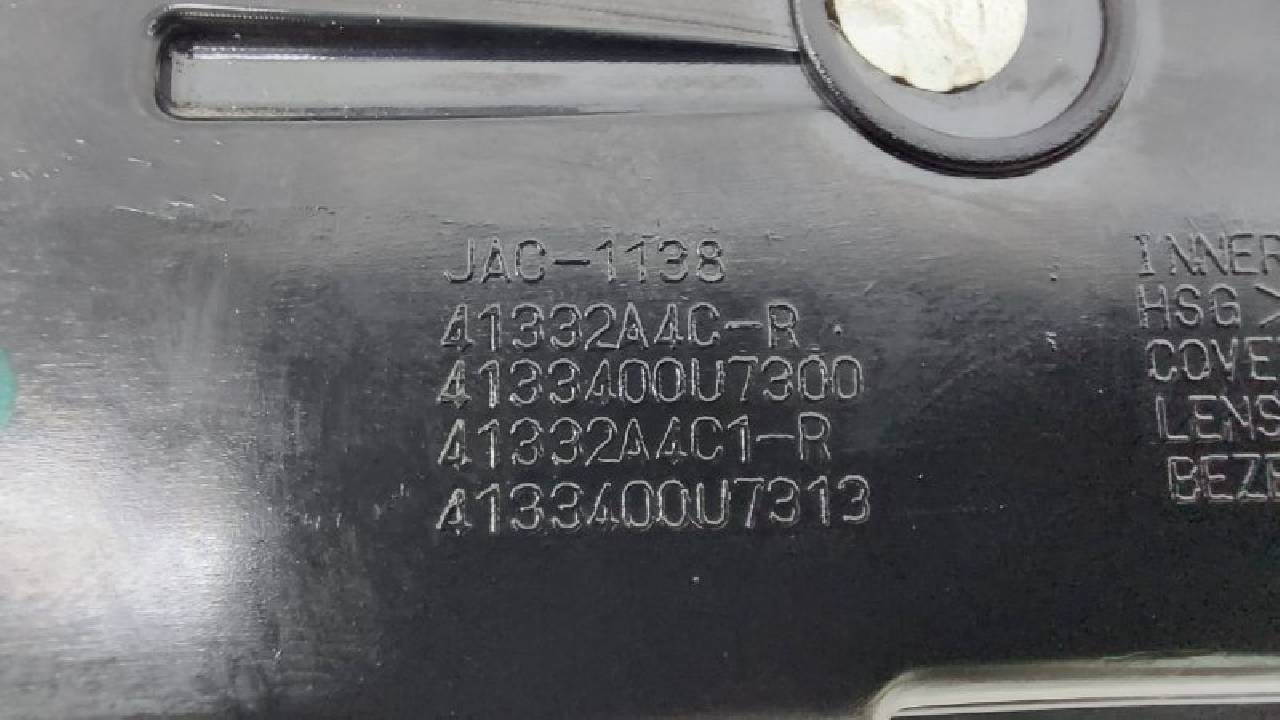 JAC-1138
41332A4C-R
4133400U7300
41332A4C1-R
4133400U7313
INNER
HSG>
COVE
LENS
BEZE